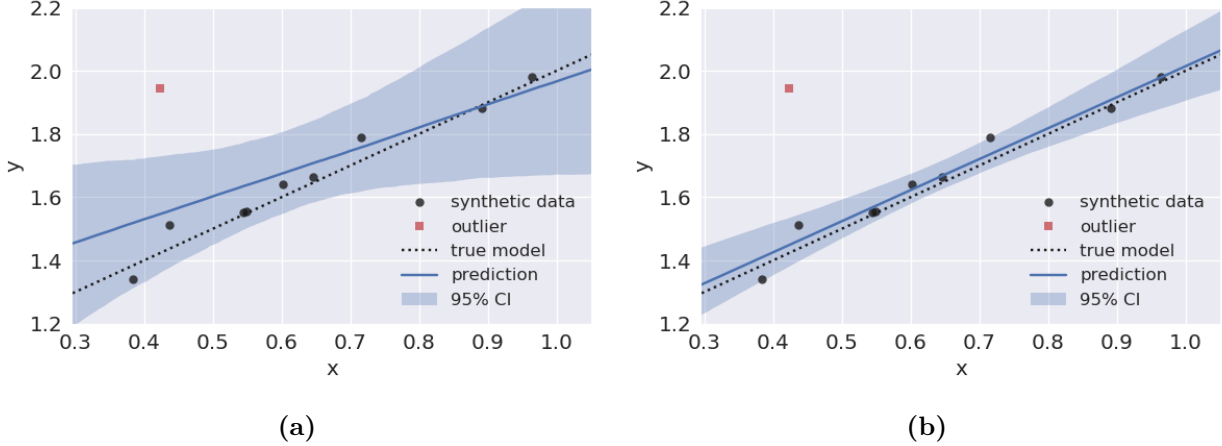 2.2
2.0
1.8
1.6
1.4
1.2
y
0.3 0.4 0.5 0.6 0.7 0.8 0.9 1.0
x
synthetic data
outlier
true model
prediction
95% CI
(a)
2.2
2.0
1.8
1.6
1.4
1.2
y
0.3 0.4 0.5 0.6 0.7 0.8 0.9 1.0
x
synthetic data
outlier
true model
prediction
95% CI
(b)